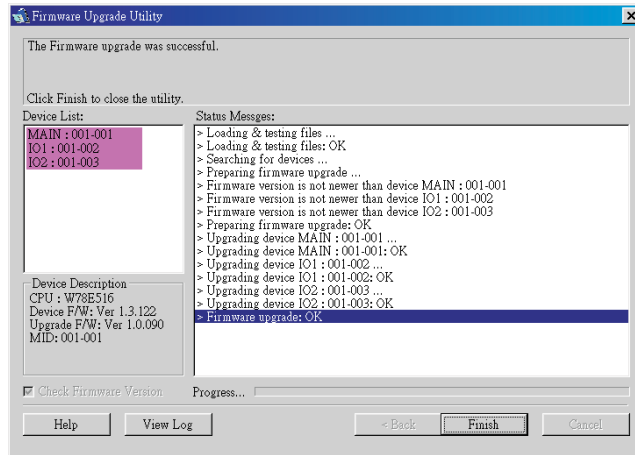 Firmware Upgrade Utility
The Firmware upgrade was successful.
Click Finish to close the utility.
Device List:
MAIN : 001-001
IO1 : 001-002
IO2 : 001-003
Status Messges:
> Loading & testing files ...
> Loading & testing files: OK
> Searching for devices ...
> Preparing firmware upgrade ...
> Firmware version is not newer than device MAIN : 001-001
> Firmware version is not newer than device IO1 : 001-002
> Firmware version is not newer than device IO2 : 001-003
> Preparing firmware upgrade: OK
> Upgrading device MAIN : 001-001 ...
> Upgrading device MAIN : 001-001: OK
> Upgrading device IO1 : 001-002 ...
> Upgrading device IO1 : 001-002: OK
> Upgrading device IO2 : 001-003 ...
> Upgrading device IO2 : 001-003: OK
> Firmware upgrade: OK
Device Description
CPU : W78E516
Device F/W: Ver 1.3.122
Upgrade F/W: Ver 1.0.090
MID: 001-001
Check Firmware Version
Progress...
Help
View Log
< Back
Finish
Cancel